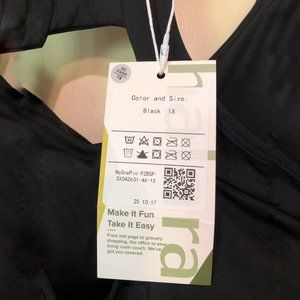 Color and Size:
Black 1X
25 10.17
Make It Fun
Take It Easy
From hot yoga to grocery
shopping, the office to your
living room couch. We've
got you covered.